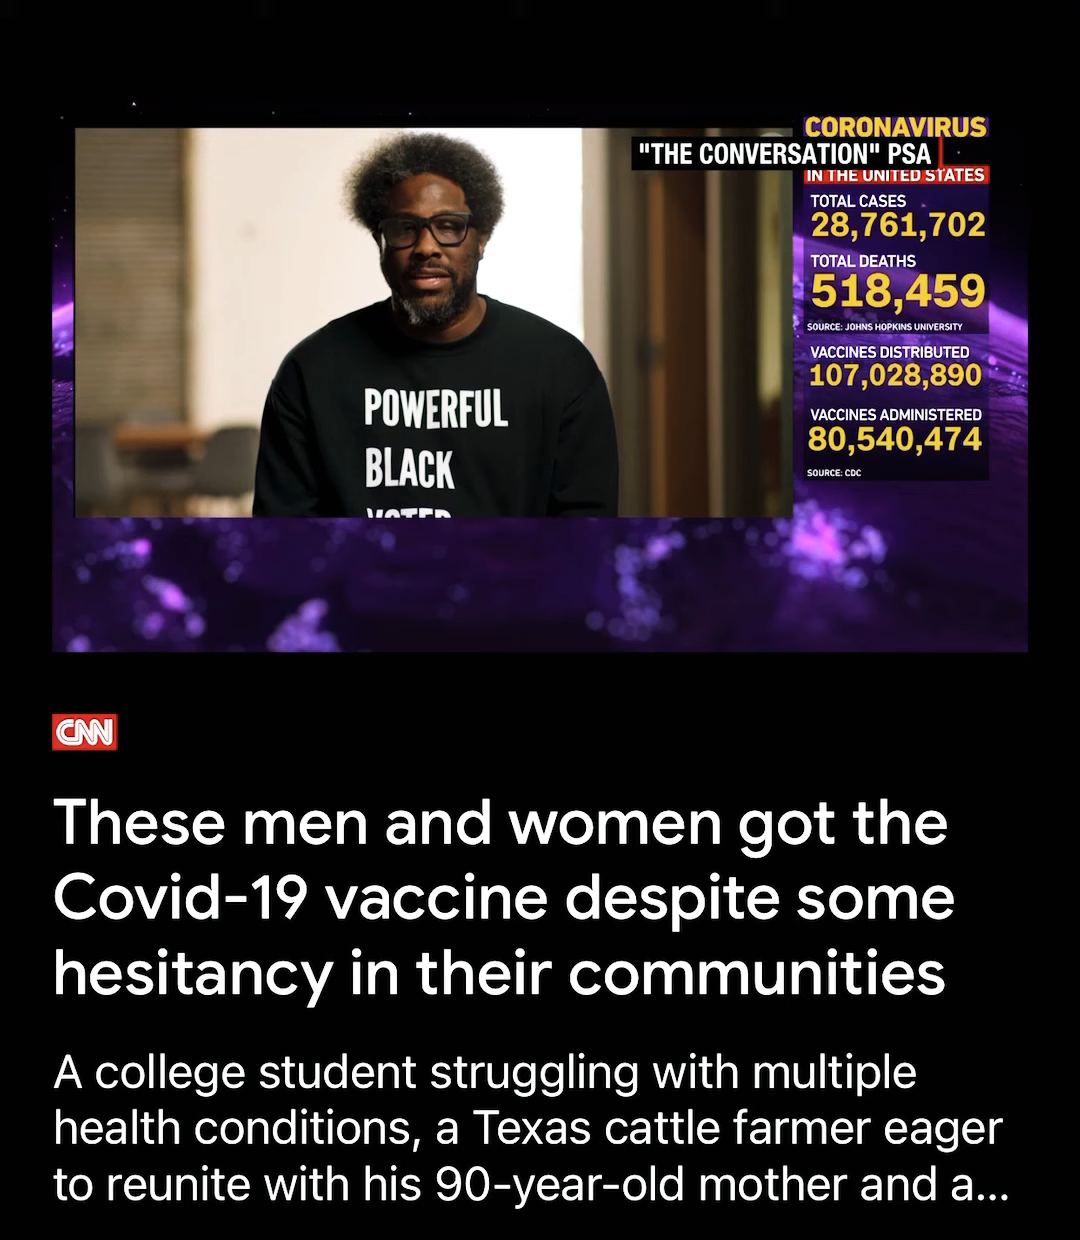 CORONAVIRUS
"THE CONVERSATION" PSA
IN THE UNITED STATES
TOTAL CASES
28,761,702
TOTAL DEATHS
518,459
SOURCE: JOHNS HOPKINS UNIVERSITY
VACCINES DISTRIBUTED
107,028,890
VACCINES ADMINISTERED
80,540,474
SOURCE: CDC
POWERFUL
BLACK
VOTER
CNN
These men and women got the
Covid-19 vaccine despite some
hesitancy in their communities
A college student struggling with multiple
health conditions, a Texas cattle farmer eager
to reunite with his 90-year-old mother and a...